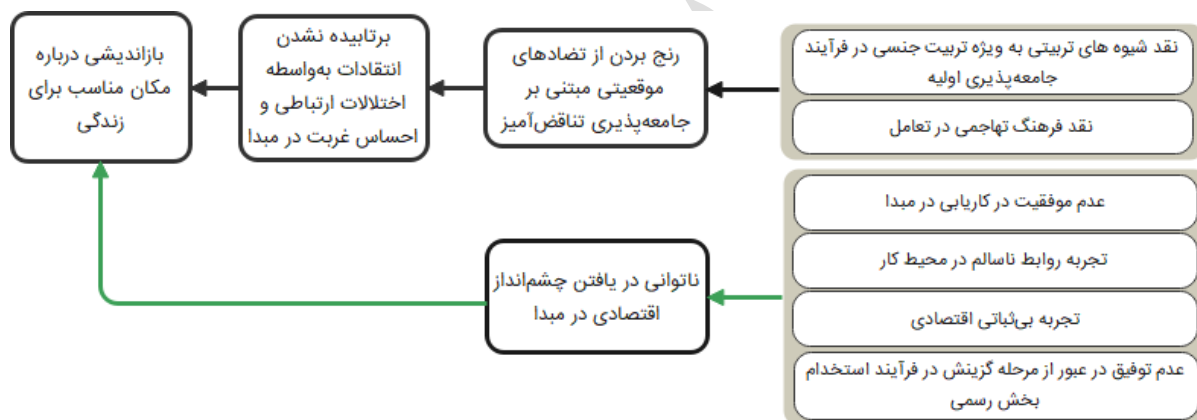 نقد شیوه های تربیتی به ویژه تربیت جنسی در فرآیند
جامعه‌پذیری اولیه
نقد فرهنگ تهاجمی در تعامل
رنج بردن از تضادهای
موقعیتی مبتنی بر
جامعه‌پذیری تناقض‌آمیز
برتابیده نشدن
انتقادات به‌واسطه
اختلالات ارتباطی و
احساس غربت در مبدا
بازاندیشی درباره
مکان مناسب برای
زندگی
عدم موفقیت در کاریابی در مبدا
تجربه روابط ناسالم در محیط کار
تجربه بی‌ثباتی اقتصادی
عدم توفیق در عبور از مرحله گزینش در فرآیند استخدام
بخش رسمی
ناتوانی در یافتن چشم‌انداز
اقتصادی در مبدا